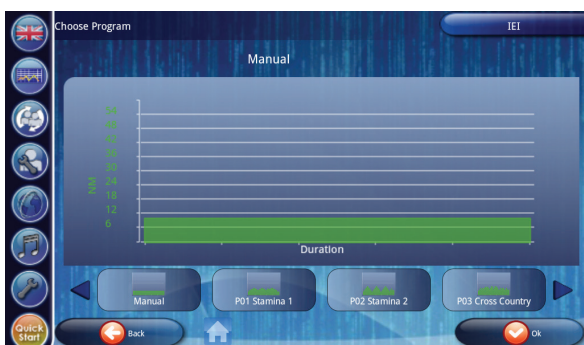 Choose Program
IEI
Manual
36
30
24
18
12
6
NM
Duration
Manual
P01 Stamina 1
P02 Stamina 2
P03 Cross Country
Quick
Start
Back
Ok